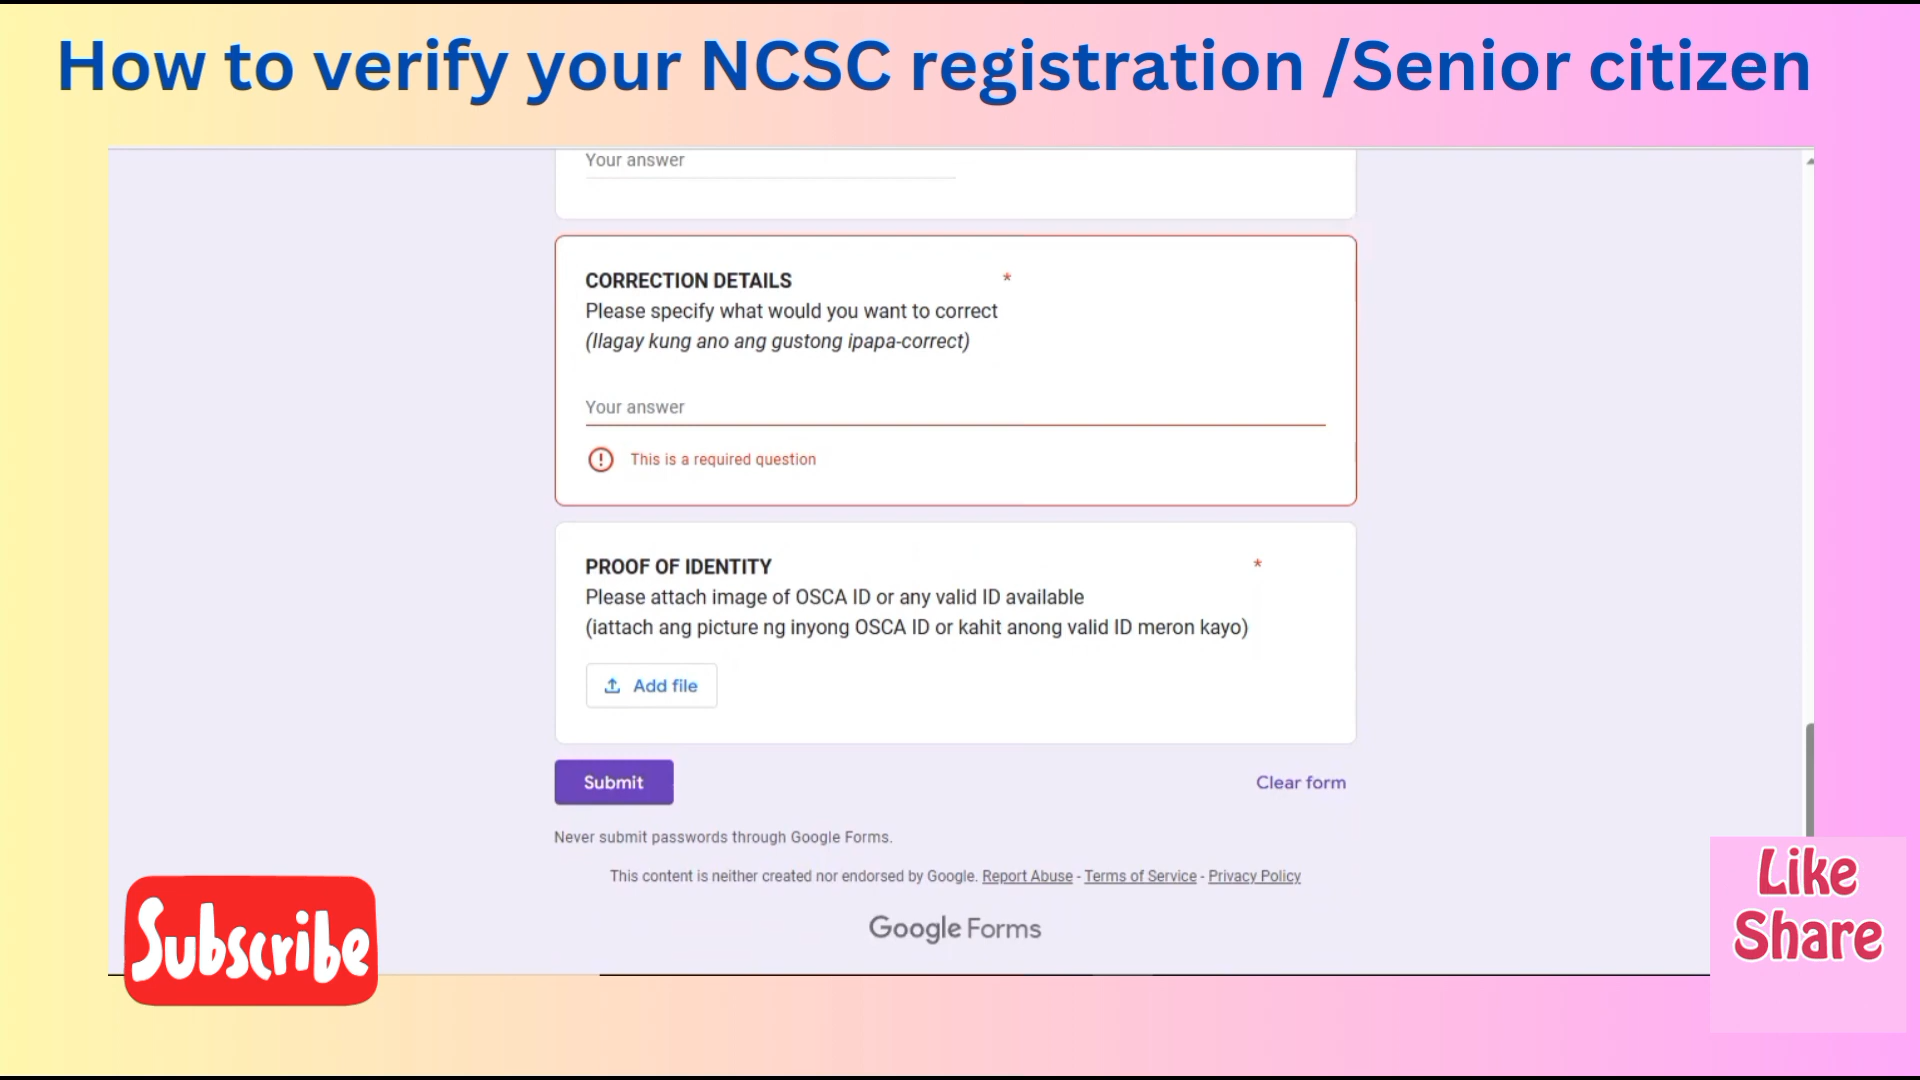 How to verify your NCSC registration /Senior citizen
Your answer
CORRECTION DETAILS *
Please specify what would you want to correct
(Ilagay kung ano ang gustong ipapa-correct)
Your answer
This is a required question
PROOF OF IDENTITY *
Please attach image of OSCA ID or any valid ID available
(iattach ang picture ng inyong OSCA ID or kahit anong valid ID meron kayo)
Add file
Submit
Clear form
Never submit passwords through Google Forms.
This content is neither created nor endorsed by Google. Report Abuse - Terms of Service - Privacy Policy
Google Forms
Subscribe
Like
Share